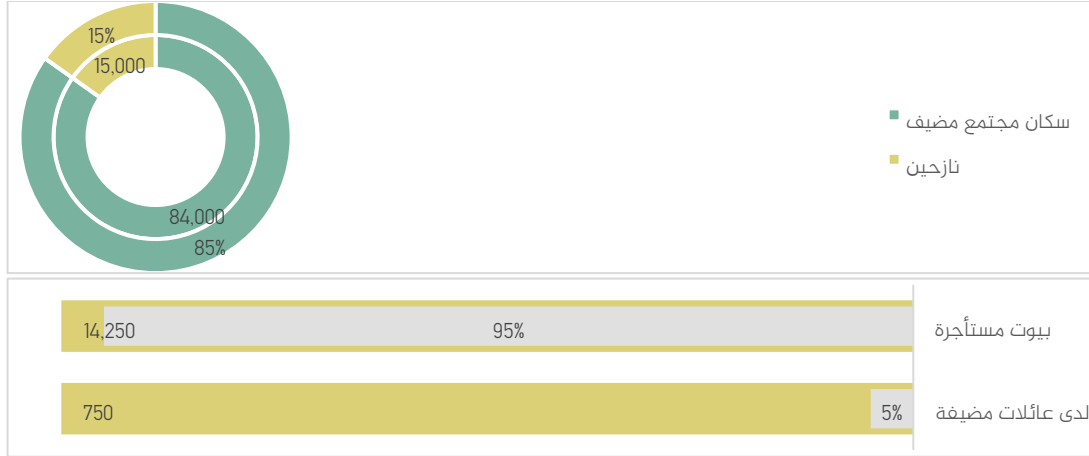 15%
15,000
84,000
85%
سكان مجتمع مضيف
نازحين
بيوت مستأجرة
95%
14,250
لدى عائلات مضيفة
5%
750